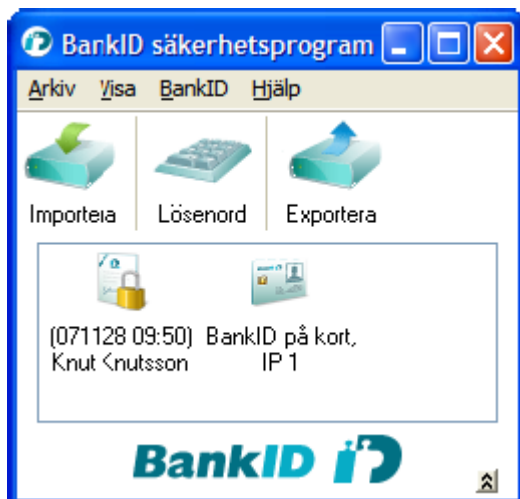 BankID säkerhetsprogram
Arkiv Visa BankID Hjälp
Importera Lösenord Exportera
(071128 09:50) BankID på kort,
Knut Knutsson IP 1
BankID